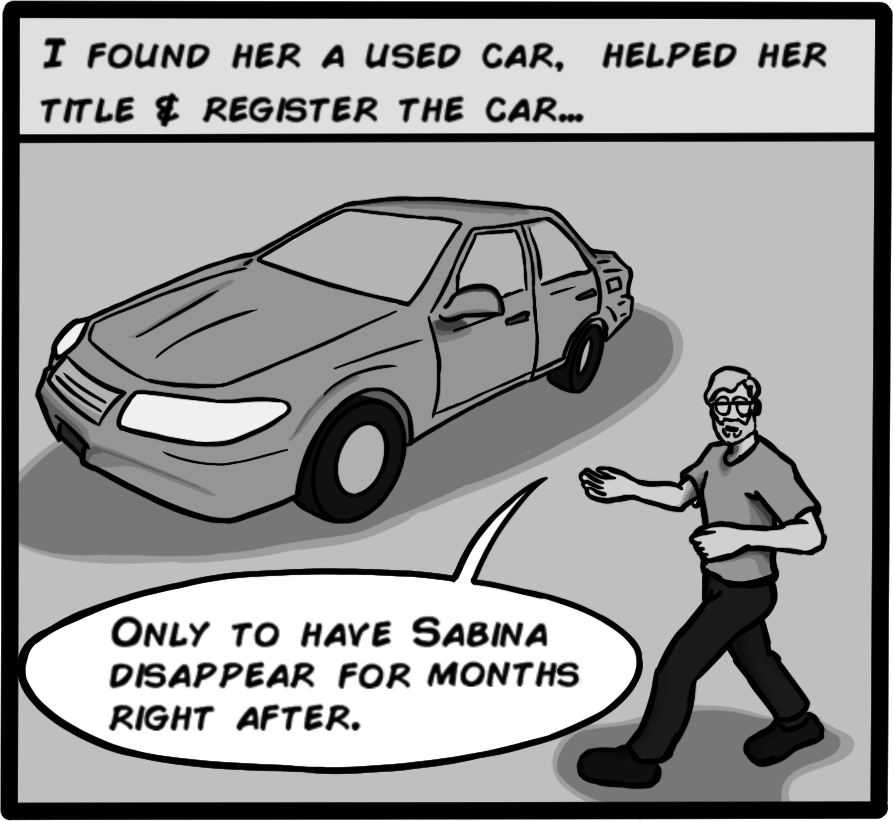 I FOUND HER A USED CAR, HELPED HER
TITLE & REGISTER THE CAR...
ONLY TO HAVE SABINA
DISAPPEAR FOR MONTHS
RIGHT AFTER.